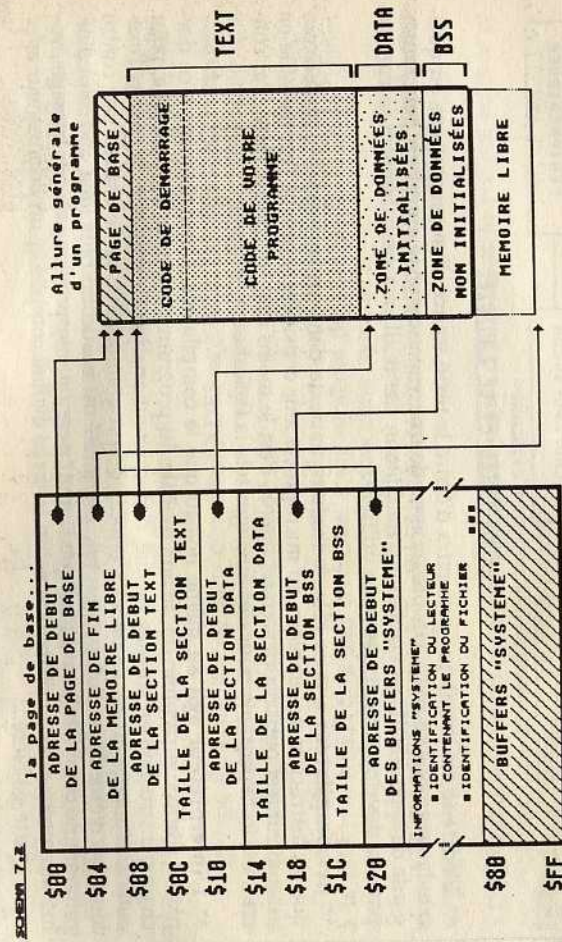 SCHEMA 7.2
la page de base...
$00
ADRESSE DE DEBUT
DE LA PAGE DE BASE
$04
ADRESSE DE FIN
DE LA MEMOIRE LIBRE
$08
ADRESSE DE DEBUT
DE LA SECTION TEXT
$0C
TAILLE DE LA SECTION TEXT
$10
ADRESSE DE DEBUT
DE LA SECTION DATA
$14
TAILLE DE LA SECTION DATA
$18
ADRESSE DE DEBUT
DE LA SECTION BSS
$1C
TAILLE DE LA SECTION BSS
$20
ADRESSE DE DEBUT
DES BUFFERS "SYSTEME"
INFORMATIONS "SYSTEME"
■ IDENTIFICATION DU LECTEUR
CONTENANT LE PROGRAMME
■ IDENTIFICATION DU FICHIER
■■■
$80
BUFFERS "SYSTEME"
$FF
Allure générale
d'un programme
PAGE DE BASE
CODE DE DEMARRAGE
CODE DE VOTRE
PROGRAMME
ZONE DE DONNÉES
INITIALISÉES
ZONE DE DONNÉES
NON INITIALISÉES
MEMOIRE LIBRE
TEXT
DATA
BSS